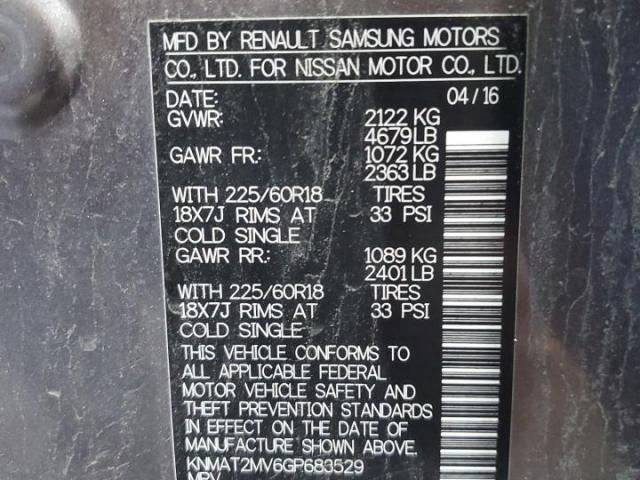 MFD BY RENAULT SAMSUNG MOTORS
CO., LTD. FOR NISSAN MOTOR CO., LTD.
DATE: 04/16
GVWR: 2122 KG
4679 LB
GAWR FR.: 1072 KG
2363 LB
WITH 225/60R18 TIRES
18X7J RIMS AT 33 PSI
COLD SINGLE
GAWR RR.: 1089 KG
2401 LB
WITH 225/60R18 TIRES
18X7J RIMS AT 33 PSI
COLD SINGLE
THIS VEHICLE CONFORMS TO
ALL APPLICABLE FEDERAL
MOTOR VEHICLE SAFETY AND
THEFT PREVENTION STANDARDS
IN EFFECT ON THE DATE OF
MANUFACTURE SHOWN ABOVE.
KNMAT2MV6GP683529
MPV